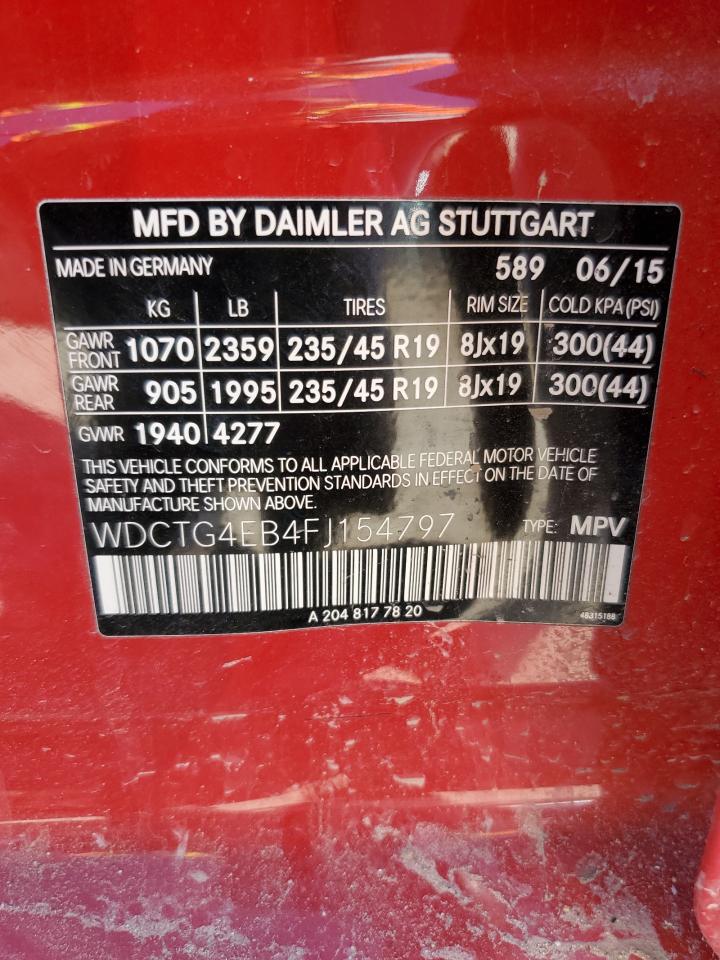 MFD BY DAIMLER AG STUTTGART
MADE IN GERMANY 589 06/15
KG LB TIRES RIM SIZE COLD KPA (PSI)
GAWR FRONT 1070 2359 235/45 R19 8Jx19 300(44)
GAWR REAR 905 1995 235/45 R19 8Jx19 300(44)
GVWR 1940 4277
THIS VEHICLE CONFORMS TO ALL APPLICABLE FEDERAL MOTOR VEHICLE
SAFETY AND THEFT PREVENTION STANDARDS IN EFFECT ON THE DATE OF
MANUFACTURE SHOWN ABOVE.
WDCTG4EB4FJ154797 TYPE: MPV
A 204 817 78 20 48315188